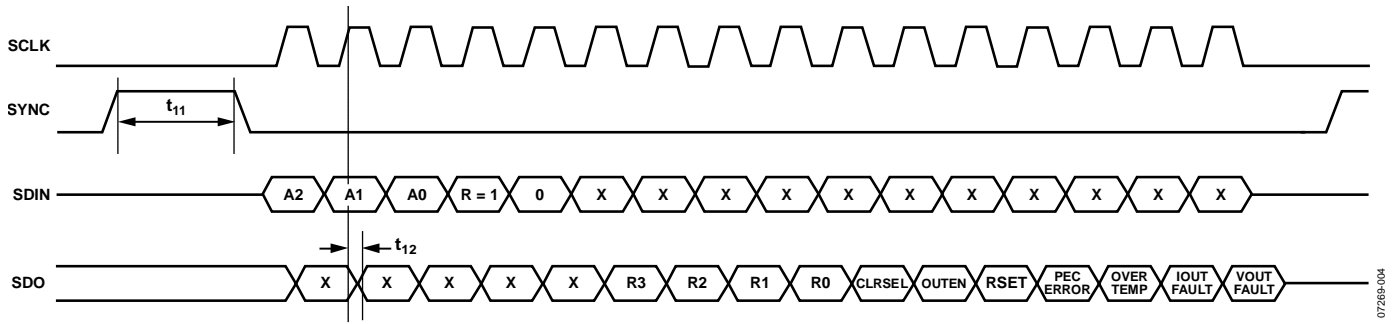 SCLK
SYNC t11
SDIN A2 A1 A0 R = 1 0 X X X X X X X X X X X
t12
SDO X X X X X R3 R2 R1 R0 CLRSEL OUTEN RSET PEC ERROR OVER TEMP IOUT FAULT VOUT FAULT
07269-004